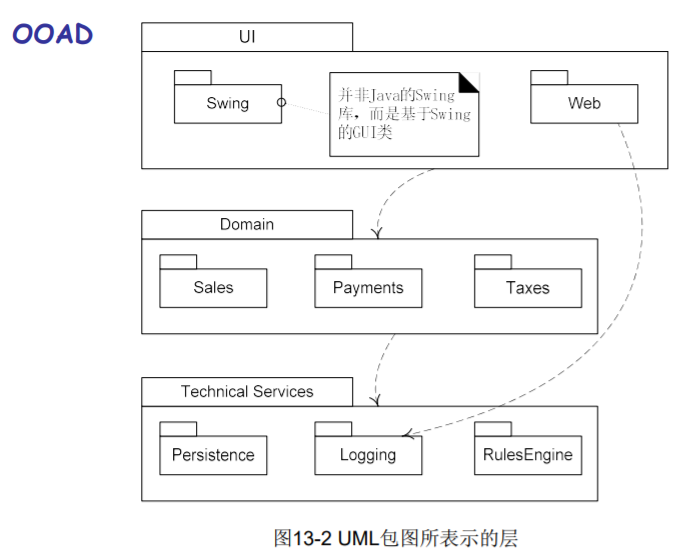 OOAD
UI
Swing
并非Java的Swing
库，而是基于Swing
的GUI类
Web
Domain
Sales
Payments
Taxes
Technical Services
Persistence
Logging
RulesEngine
图13-2 UML包图所表示的层